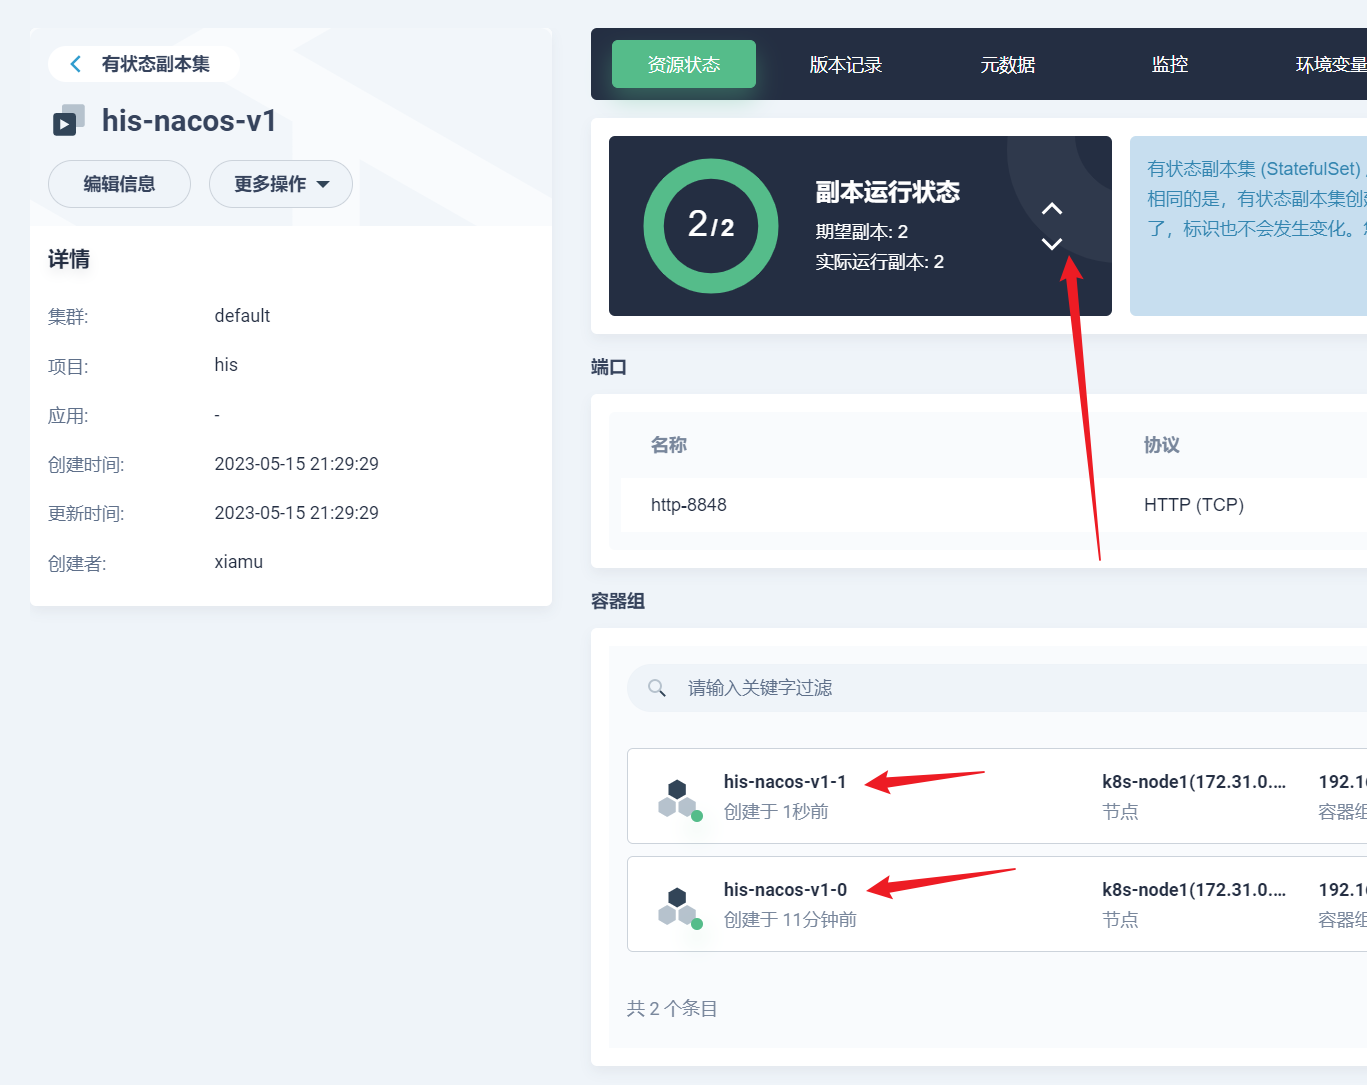 有状态副本集
his-nacos-v1
编辑信息
更多操作
详情
集群: default
项目: his
应用: -
创建时间: 2023-05-15 21:29:29
更新时间: 2023-05-15 21:29:29
创建者: xiamu
资源状态 版本记录 元数据 监控 环境变量
2/2
副本运行状态
期望副本: 2
实际运行副本: 2
有状态副本集 (StatefulSet)
相同的是，有状态副本集创建
了，标识也不会发生变化。
端口
名称 协议
http-8848 HTTP (TCP)
容器组
请输入关键字过滤
his-nacos-v1-1 k8s-node1(172.31.0.... 192.16
创建于 1秒前 节点 容器组
his-nacos-v1-0 k8s-node1(172.31.0.... 192.16
创建于 11分钟前 节点 容器组
共 2 个条目